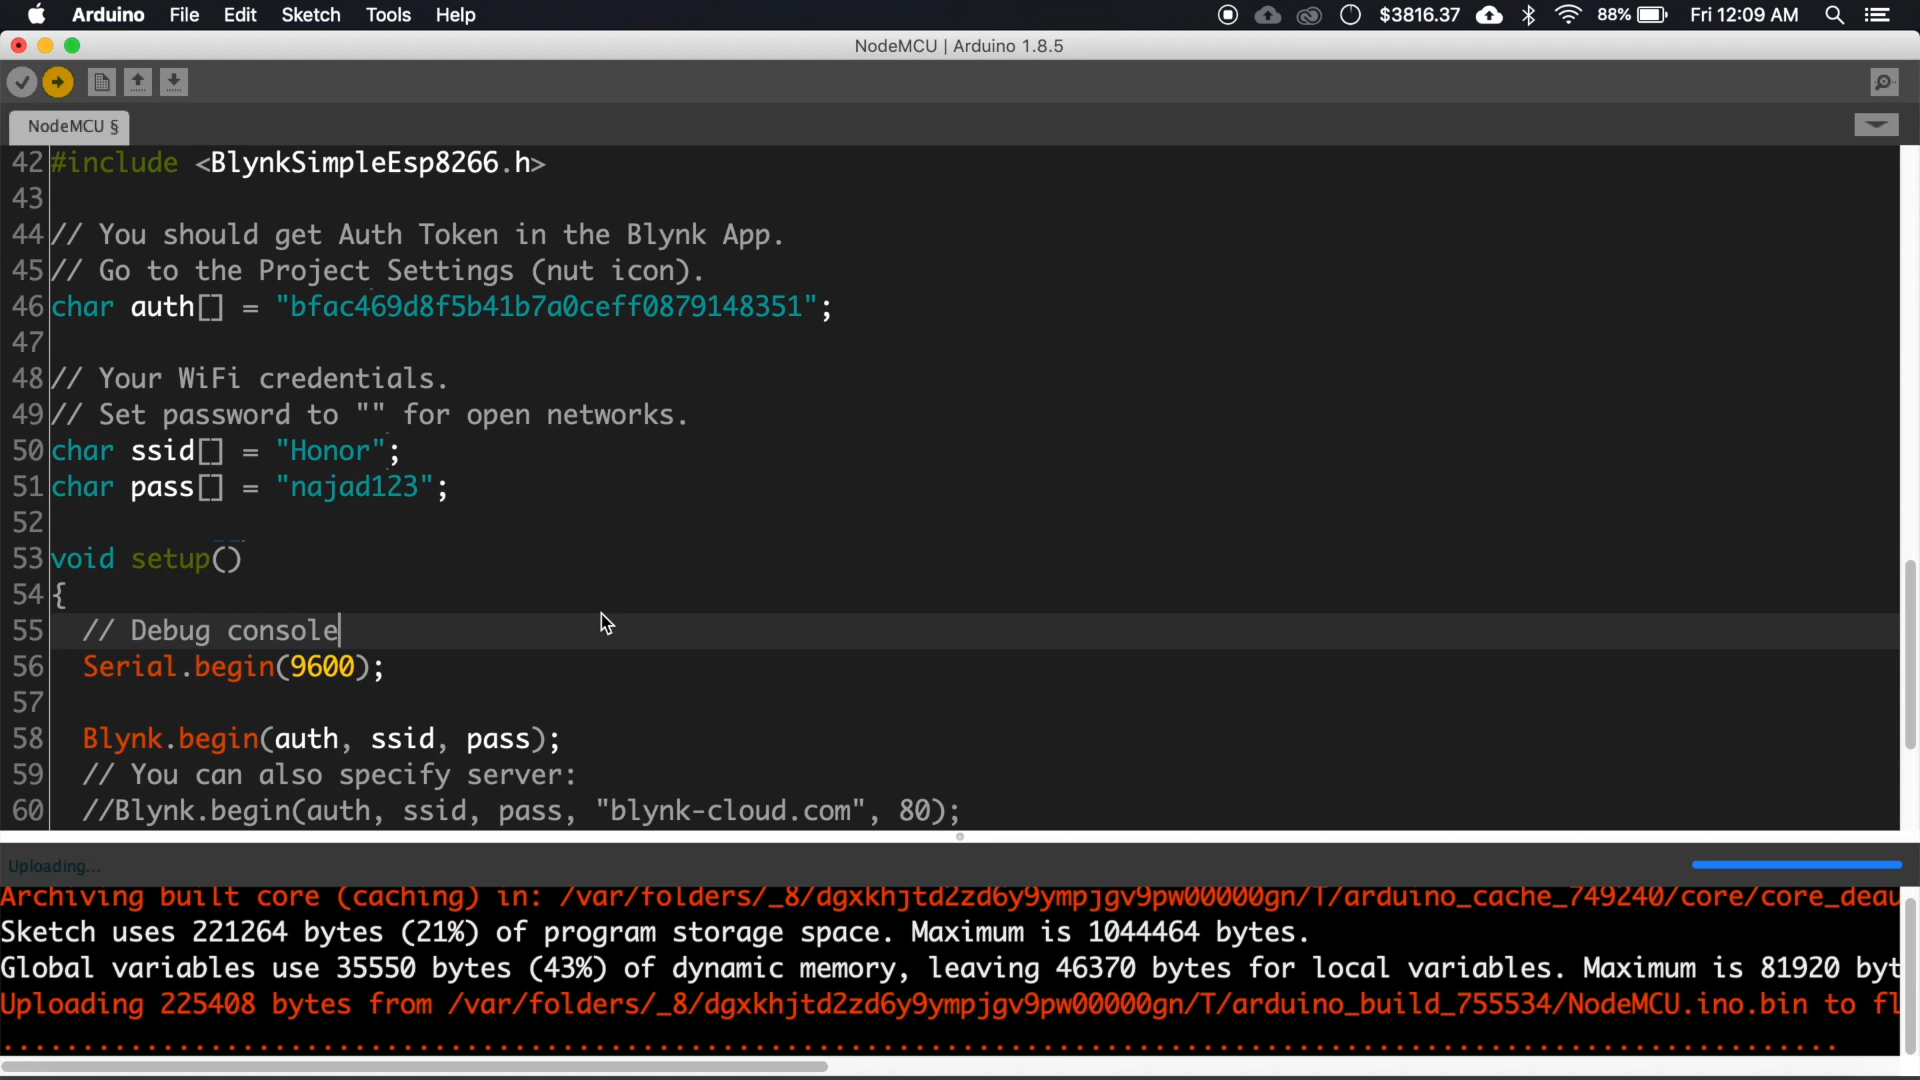 Arduino File Edit Sketch Tools Help $3816.37 88% Fri 12:09 AM
NodeMCU | Arduino 1.8.5
NodeMCU §
42 #include <BlynkSimpleEsp8266.h>
43
44 // You should get Auth Token in the Blynk App.
45 // Go to the Project Settings (nut icon).
46 char auth[] = "bfac469d8f5b41b7a0ceff0879148351";
47
48 // Your WiFi credentials.
49 // Set password to "" for open networks.
50 char ssid[] = "Honor";
51 char pass[] = "najad123";
52
53 void setup()
54 {
55 // Debug console
56 Serial.begin(9600);
57
58 Blynk.begin(auth, ssid, pass);
59 // You can also specify server:
60 //Blynk.begin(auth, ssid, pass, "blynk-cloud.com", 80);
Uploading...
Archiving built core (caching) in: /var/folders/_8/dgxkhjtd2zd6y9ympjgv9pw00000gn/T/arduino_cache_749240/core/core_deau
Sketch uses 221264 bytes (21%) of program storage space. Maximum is 1044464 bytes.
Global variables use 35550 bytes (43%) of dynamic memory, leaving 46370 bytes for local variables. Maximum is 81920 byt
Uploading 225408 bytes from /var/folders/_8/dgxkhjtd2zd6y9ympjgv9pw00000gn/T/arduino_build_755534/NodeMCU.ino.bin to fl
...................................................................................................................